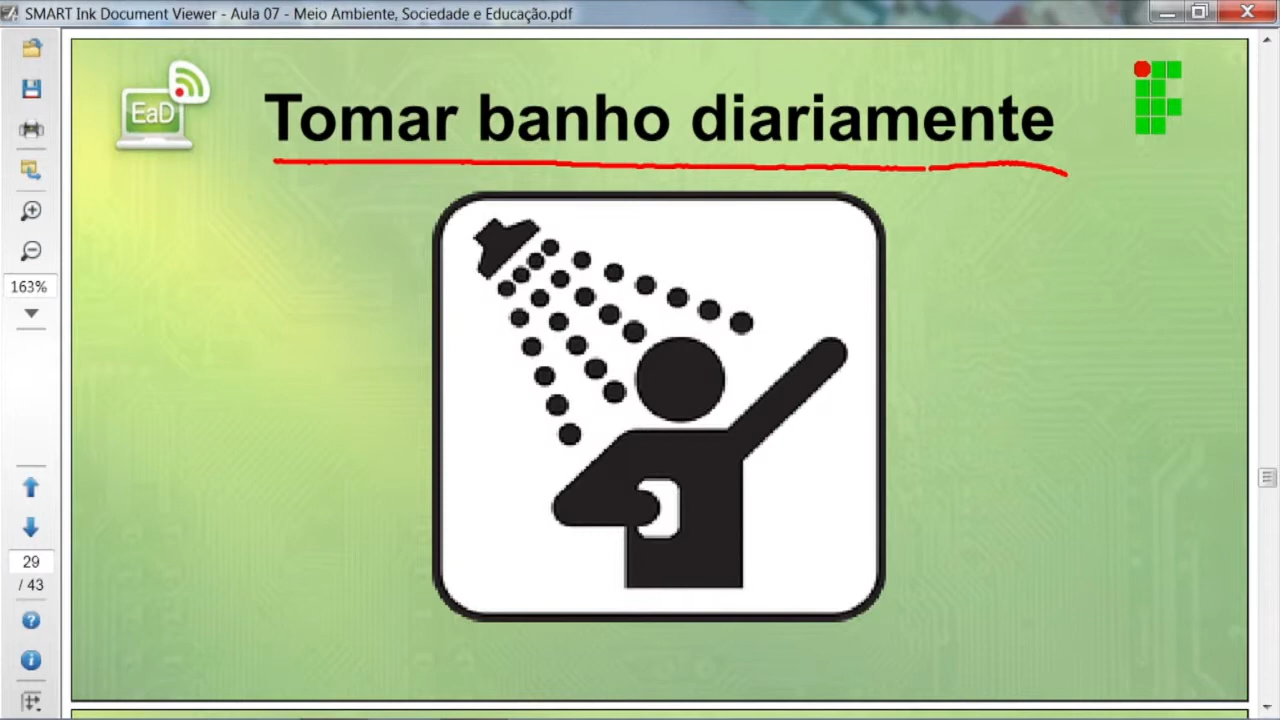 SMART Ink Document Viewer - Aula 07 - Meio Ambiente, Sociedade e Educação.pdf
EaD
Tomar banho diariamente
163%
29
/ 43